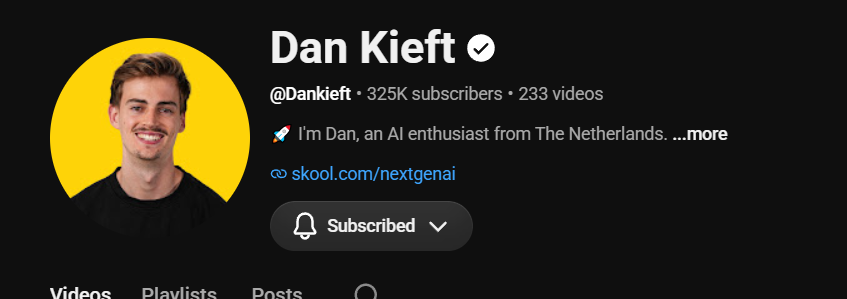 Dan Kieft
@Dankieft • 325K subscribers • 233 videos
🚀 I'm Dan, an AI enthusiast from The Netherlands. ...more
skool.com/nextgenai
Subscribed
Videos Playlists Posts